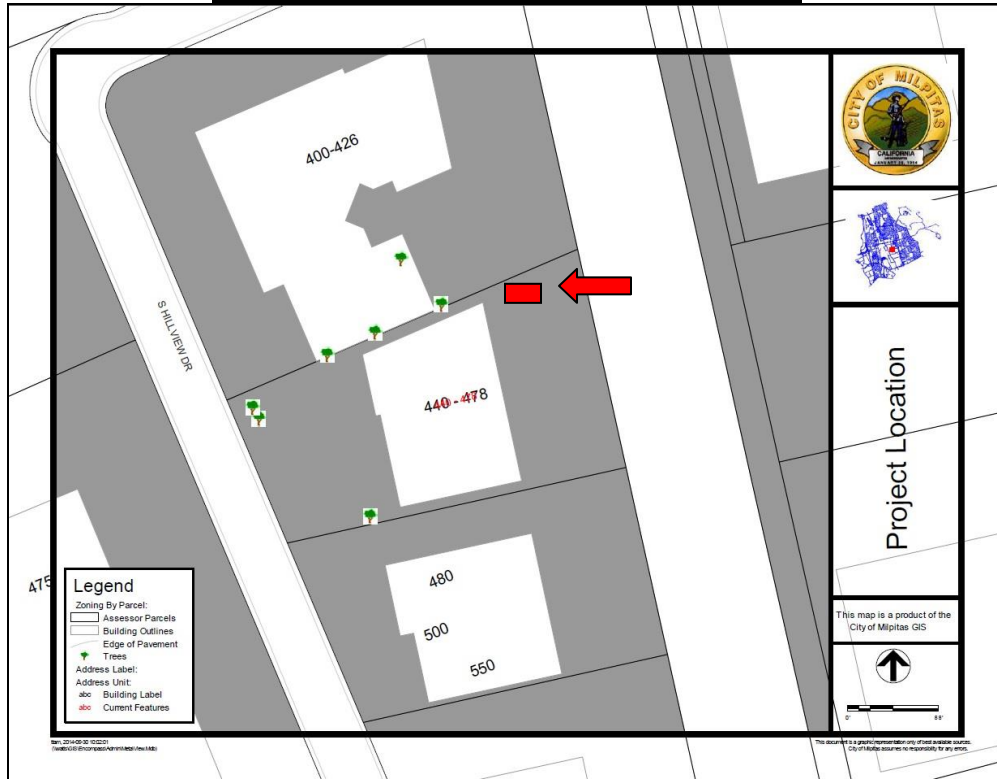 400-426
S HILLVIEW DR
440 - 478
475
480
500
550
Legend
Zoning By Parcel:
Assessor Parcels
Building Outlines
Edge of Pavement
Trees
Address Label:
Address Unit:
abc Building Label
abc Current Features
CITY OF MILPITAS
CALIFORNIA
Project Location
This map is a product of the
City of Milpitas GIS
0'
This document is a graphic representation only of best available sources.
City of Milpitas assumes no responsibility for any errors.